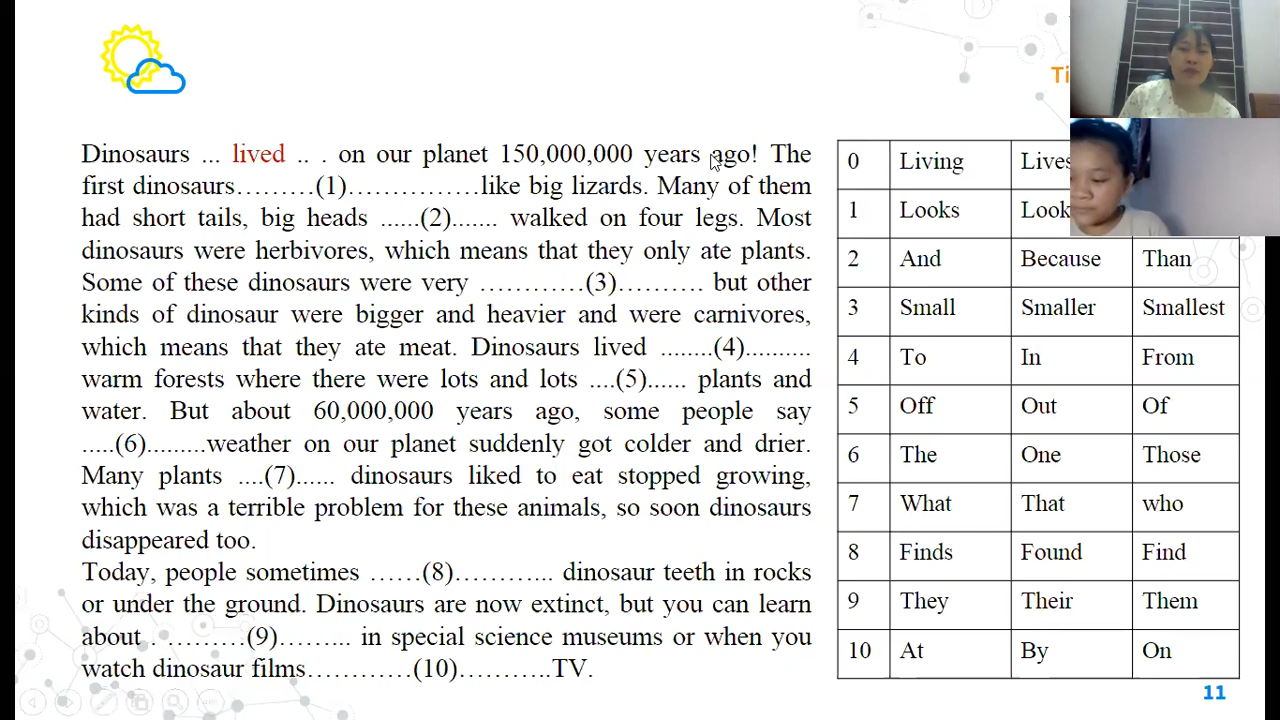 Ti
Dinosaurs ... lived .. . on our planet 150,000,000 years ago! The
first dinosaurs………(1)……………like big lizards. Many of them
had short tails, big heads ......(2)....... walked on four legs. Most
dinosaurs were herbivores, which means that they only ate plants.
Some of these dinosaurs were very …………(3)………. but other
kinds of dinosaur were bigger and heavier and were carnivores,
which means that they ate meat. Dinosaurs lived ........(4)..........
warm forests where there were lots and lots ....(5)...... plants and
water. But about 60,000,000 years ago, some people say
.....(6).........weather on our planet suddenly got colder and drier.
Many plants ....(7)...... dinosaurs liked to eat stopped growing,
which was a terrible problem for these animals, so soon dinosaurs
disappeared too.
Today, people sometimes ……(8)………... dinosaur teeth in rocks
or under the ground. Dinosaurs are now extinct, but you can learn
about . ………(9)……... in special science museums or when you
watch dinosaur films…………(10)………..TV.
0 Living Lives
1 Looks Look
2 And Because Than
3 Small Smaller Smallest
4 To In From
5 Off Out Of
6 The One Those
7 What That who
8 Finds Found Find
9 They Their Them
10 At By On
11